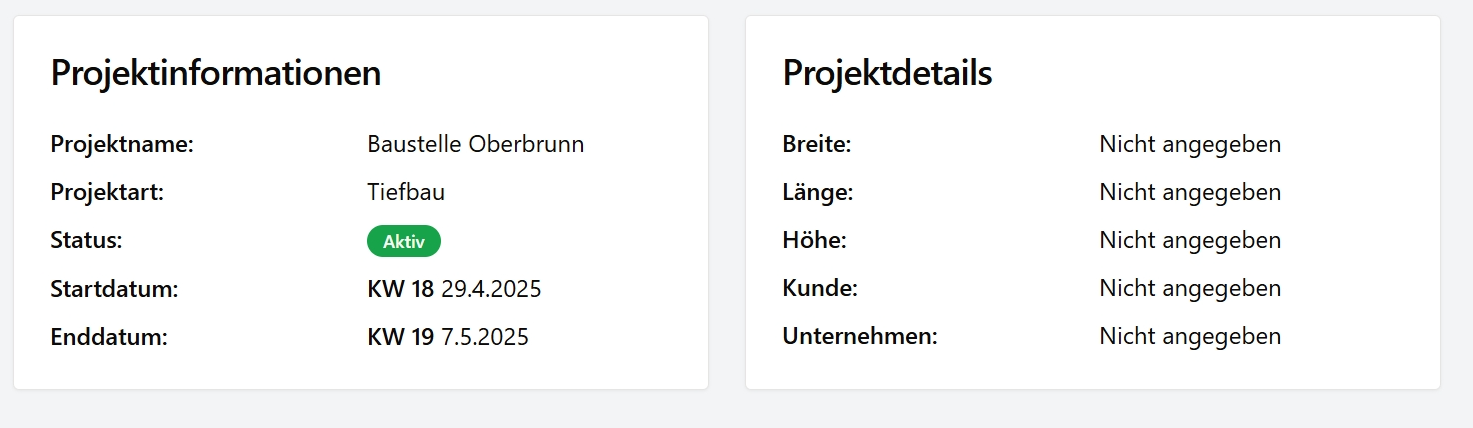 Projektinformationen
Projektname: Baustelle Oberbrunn
Projektart: Tiefbau
Status: Aktiv
Startdatum: KW 18 29.4.2025
Enddatum: KW 19 7.5.2025
Projektdetails
Breite: Nicht angegeben
Länge: Nicht angegeben
Höhe: Nicht angegeben
Kunde: Nicht angegeben
Unternehmen: Nicht angegeben